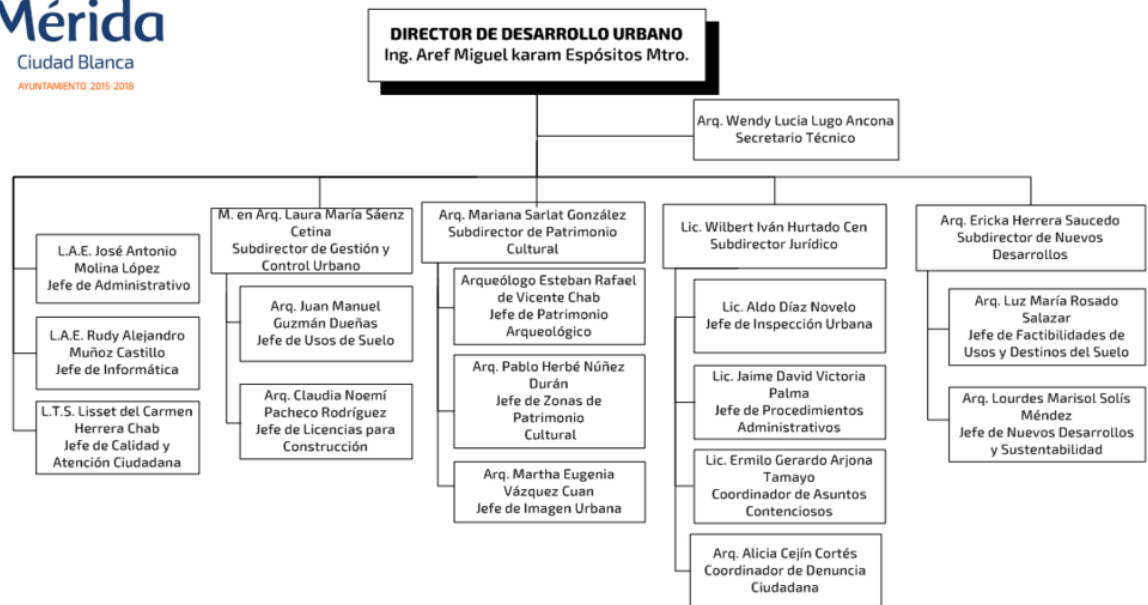 Mérida
Ciudad Blanca
AYUNTAMIENTO 2015-2018
DIRECTOR DE DESARROLLO URBANO
Ing. Aref Miguel karam Espósitos Mtro.
Arq. Wendy Lucia Lugo Ancona
Secretario Técnico
L.A.E. José Antonio
Molina López
Jefe de Administrativo
L.A.E. Rudy Alejandro
Muñoz Castillo
Jefe de Informática
L.T.S. Lisset del Carmen
Herrera Chab
Jefe de Calidad y
Atención Ciudadana
M. en Arq. Laura María Sáenz
Cetina
Subdirector de Gestión y
Control Urbano
Arq. Juan Manuel
Guzmán Dueñas
Jefe de Usos de Suelo
Arq. Claudia Noemí
Pacheco Rodríguez
Jefe de Licencias para
Construcción
Arq. Mariana Sarlat González
Subdirector de Patrimonio
Cultural
Arqueólogo Esteban Rafael
de Vicente Chab
Jefe de Patrimonio
Arqueológico
Arq. Pablo Herbé Núñez
Durán
Jefe de Zonas de
Patrimonio
Cultural
Arq. Martha Eugenia
Vázquez Cuan
Jefe de Imagen Urbana
Lic. Wilbert Iván Hurtado Cen
Subdirector Jurídico
Lic. Aldo Díaz Novelo
Jefe de Inspección Urbana
Lic. Jaime David Victoria
Palma
Jefe de Procedimientos
Administrativos
Lic. Ermilo Gerardo Arjona
Tamayo
Coordinador de Asuntos
Contenciosos
Arq. Alicia Cejín Cortés
Coordinador de Denuncia
Ciudadana
Arq. Ericka Herrera Saucedo
Subdirector de Nuevos
Desarrollos
Arq. Luz María Rosado
Salazar
Jefe de Factibilidades de
Usos y Destinos del Suelo
Arq. Lourdes Marisol Solís
Méndez
Jefe de Nuevos Desarrollos
y Sustentabilidad